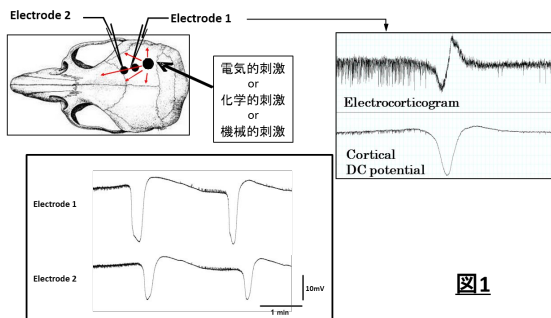 Electrode 2
Electrode 1
電気的刺激
or
化学的刺激
or
機械的刺激
Electrocorticogram
Cortical
DC potential
Electrode 1
Electrode 2
10mV
1 min
図1